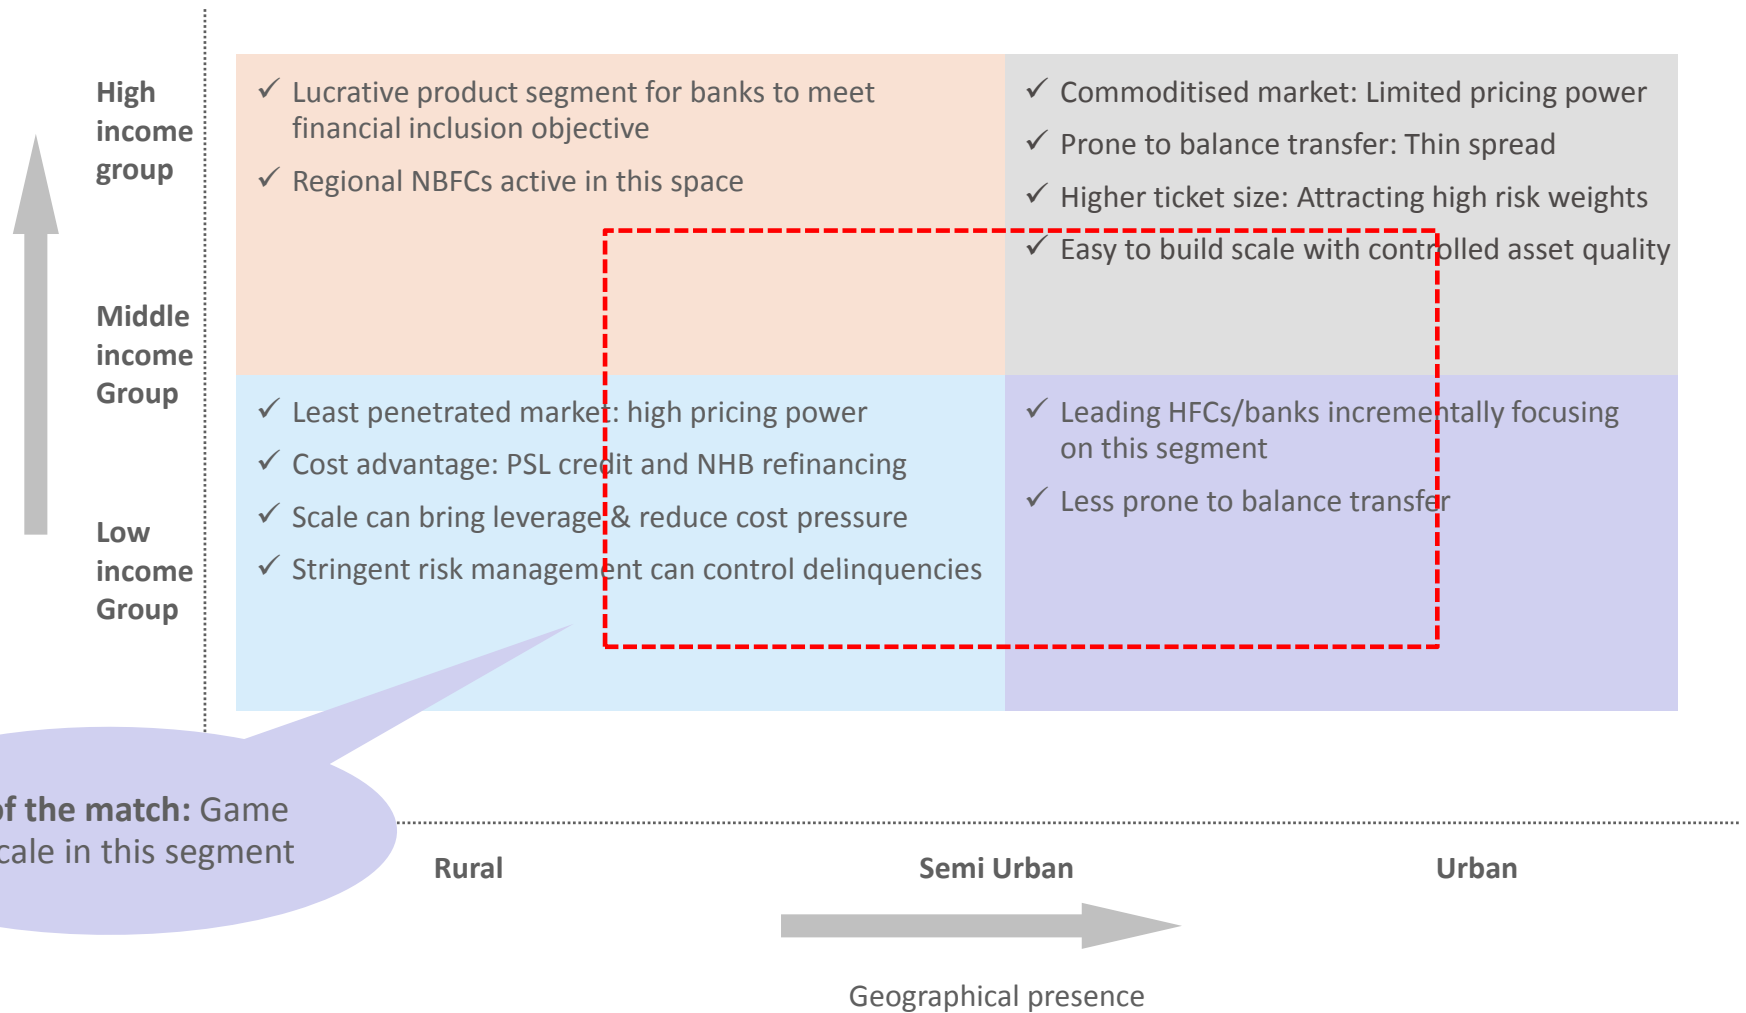 High
income
group
Middle
income
Group
Low
income
Group
✓ Lucrative product segment for banks to meet
financial inclusion objective
✓ Regional NBFCs active in this space
✓ Commoditised market: Limited pricing power
✓ Prone to balance transfer: Thin spread
✓ Higher ticket size: Attracting high risk weights
✓ Easy to build scale with controlled asset quality
✓ Least penetrated market: high pricing power
✓ Cost advantage: PSL credit and NHB refinancing
✓ Scale can bring leverage & reduce cost pressure
✓ Stringent risk management can control delinquencies
✓ Leading HFCs/banks incrementally focusing
on this segment
✓ Less prone to balance transfer
of the match: Game
cale in this segment
Rural
Semi Urban
Urban
Geographical presence